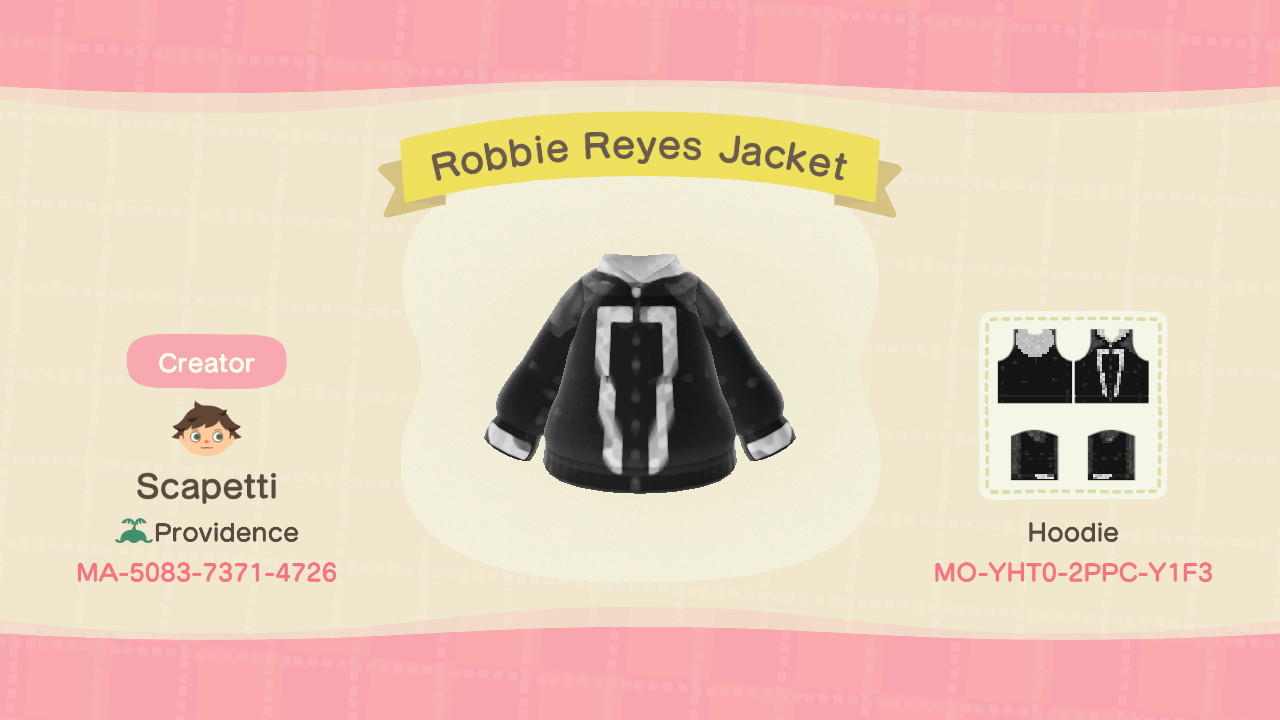 Robbie Reyes Jacket
Creator
Scapetti
Providence
MA-5083-7371-4726
Hoodie
MO-YHT0-2PPC-Y1F3